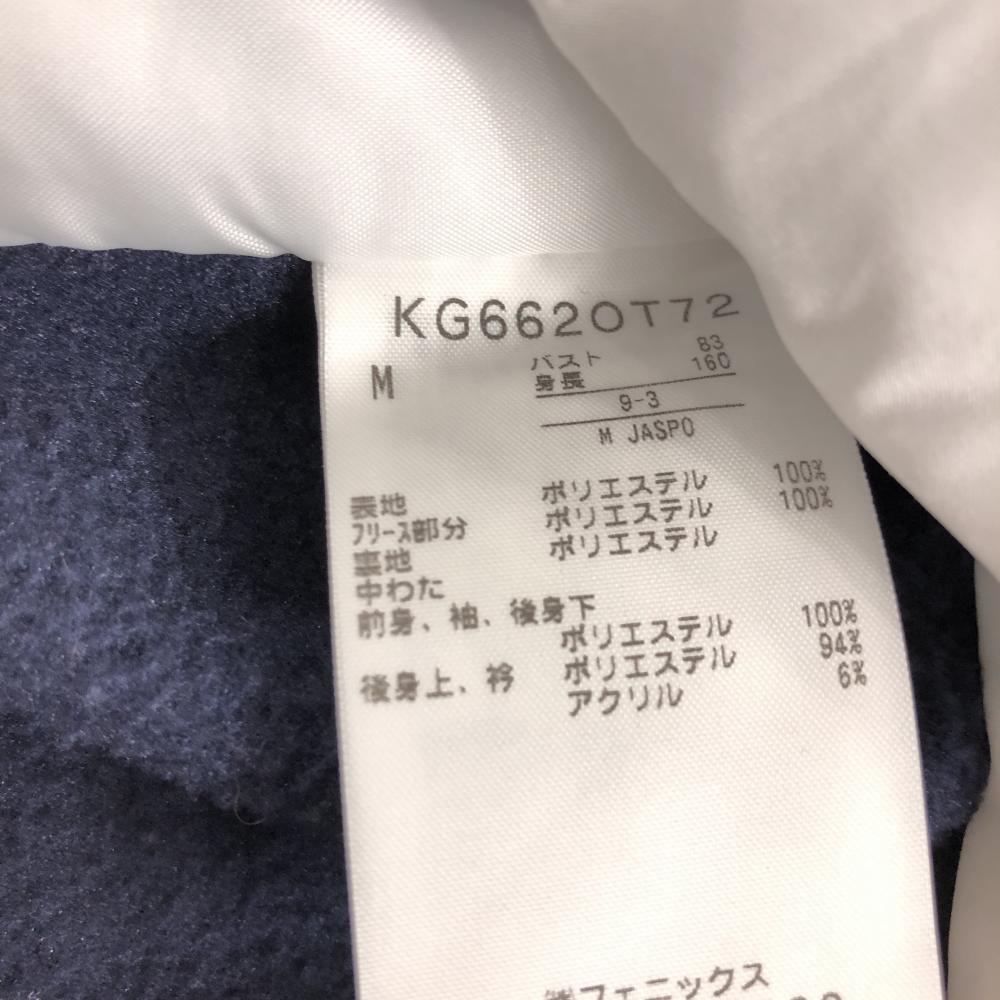 KG6620T72
M
バスト 83
身長 160
9-3
M JASPO
表地 ポリエステル 100%
フリース部分 ポリエステル 100%
裏地 ポリエステル
中わた
前身、袖、後身下
ポリエステル 100%
後身上、衿 ポリエステル 94%
アクリル 6%
㈱フェニックス